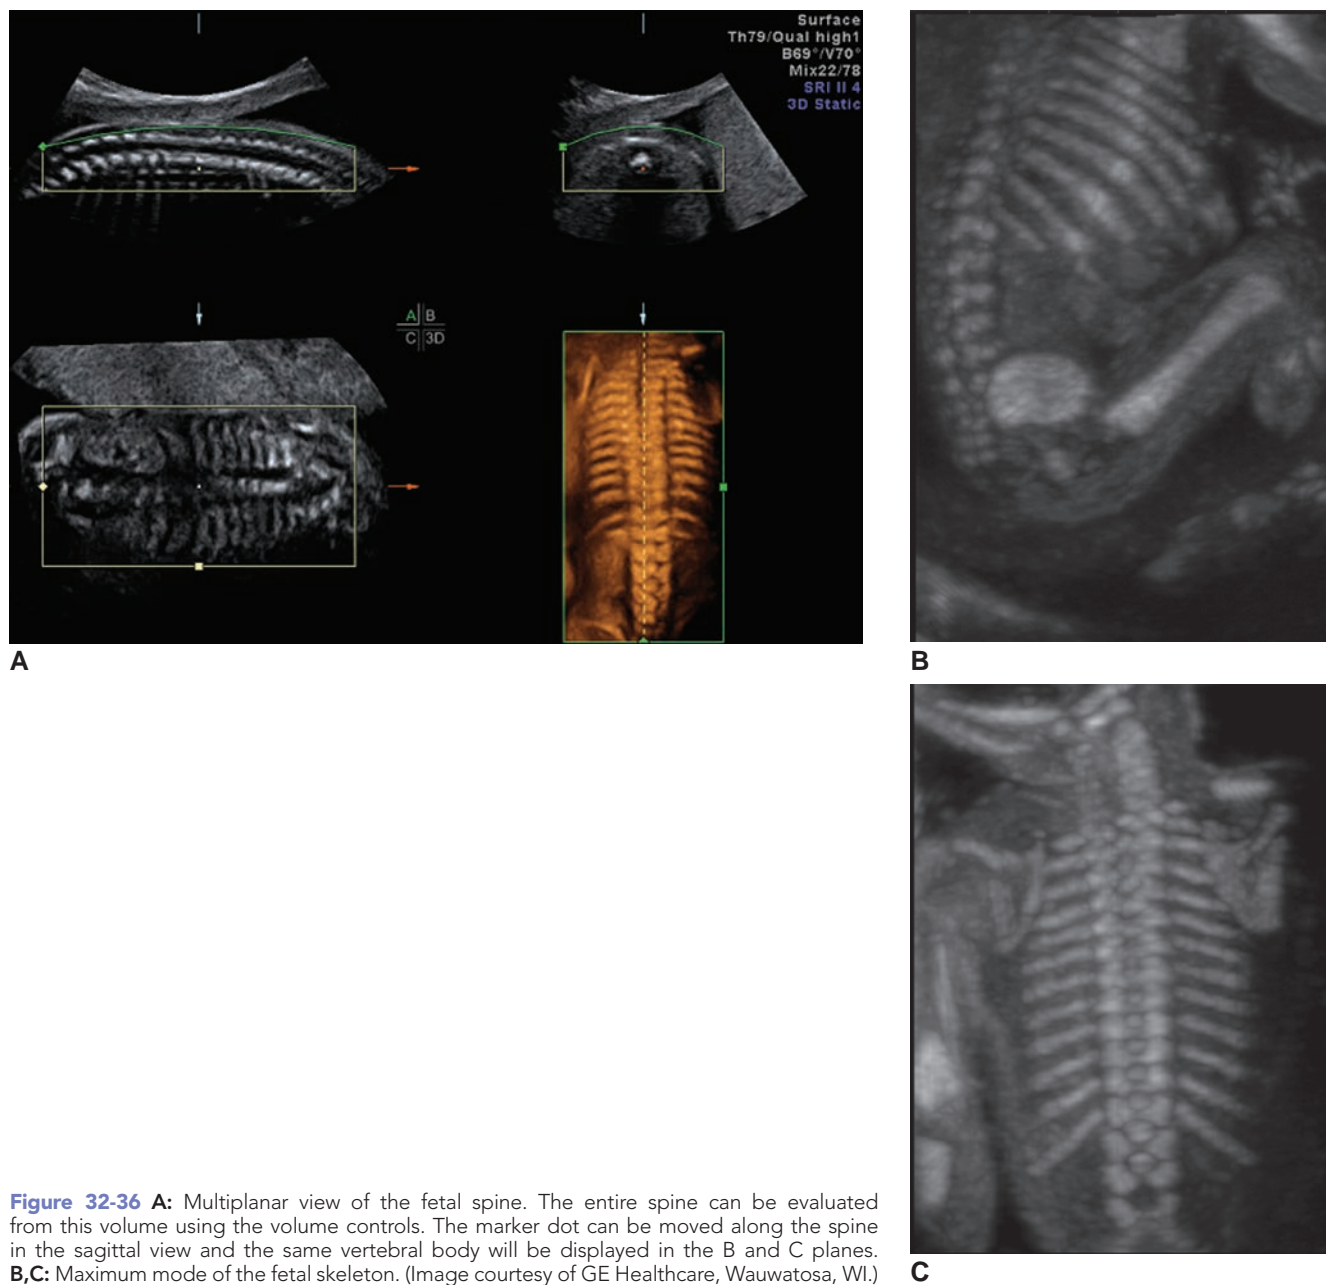 Surface
Th79/Qual high1
B69°/V70°
Mix22/78
SRI II 4
3D Static
A B
C 3D
A
B
C
Figure 32-36 A: Multiplanar view of the fetal spine. The entire spine can be evaluated
from this volume using the volume controls. The marker dot can be moved along the spine
in the sagittal view and the same vertebral body will be displayed in the B and C planes.
B,C: Maximum mode of the fetal skeleton. (Image courtesy of GE Healthcare, Wauwatosa, WI.)